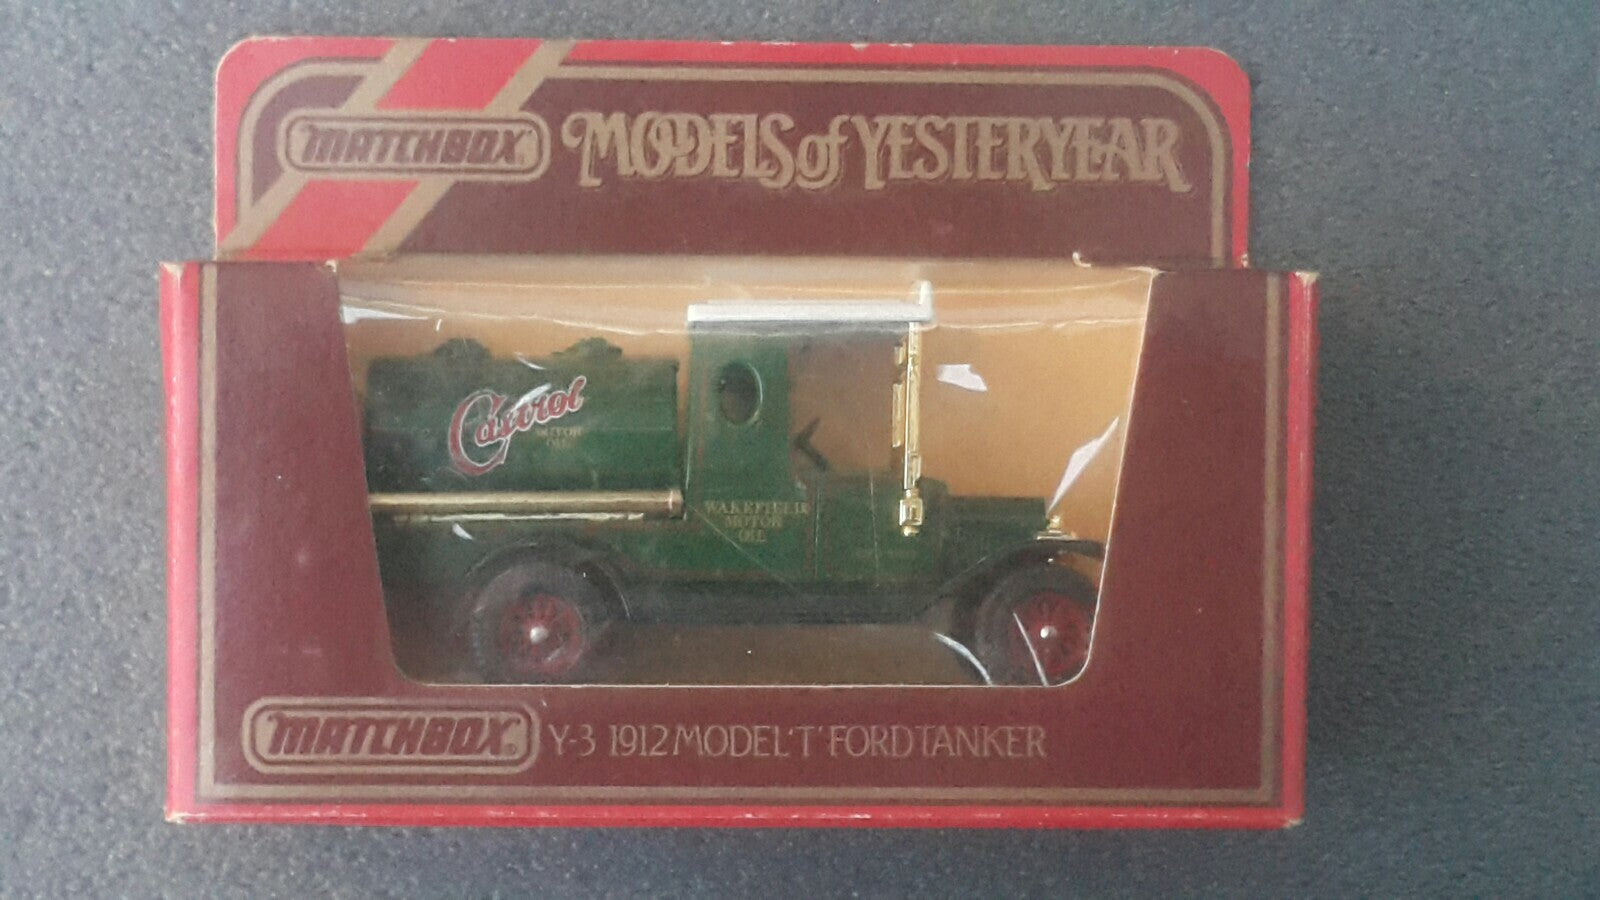 MATCHBOX MODELS of YESTERYEAR
Castrol
MOTOR
OIL
WAKEFIELD
MOTOR
OIL
MATCHBOX® Y-3 1912 MODEL 'T' FORD TANKER